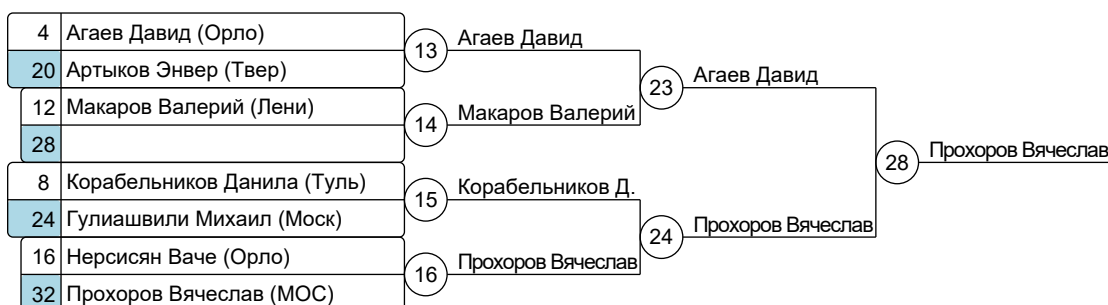 4 Агаев Давид (Орло)
20 Артыков Энвер (Твер)
12 Макаров Валерий (Лени)
28
8 Корабельников Данила (Туль)
24 Гулиашвили Михаил (Моск)
16 Нерсисян Ваче (Орло)
32 Прохоров Вячеслав (МОС)
13 Агаев Давид
14 Макаров Валерий
15 Корабельников Д.
16 Прохоров Вячеслав
23 Агаев Давид
24 Прохоров Вячеслав
28 Прохоров Вячеслав